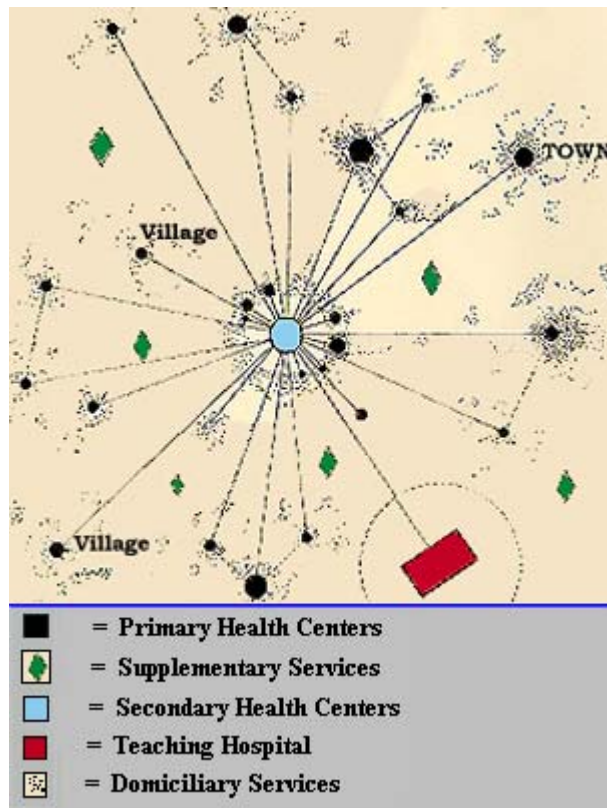 TOWN
Village
Village
= Primary Health Centers
= Supplementary Services
= Secondary Health Centers
= Teaching Hospital
= Domiciliary Services